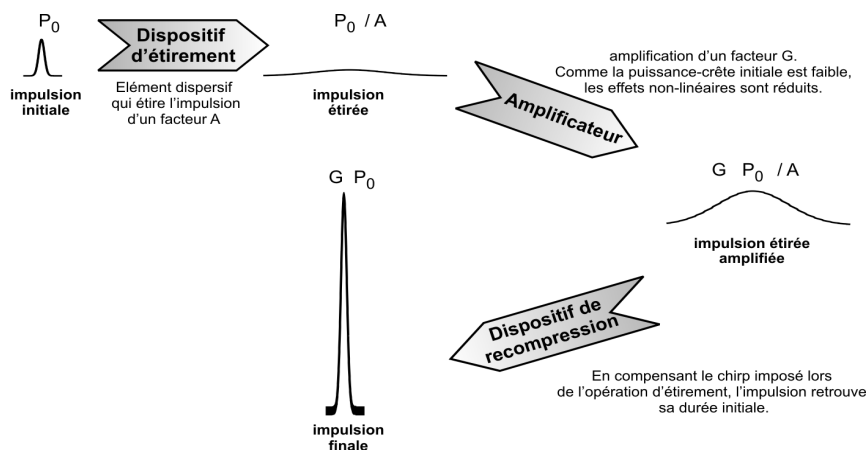 P0
Dispositif
d'étirement
P0 / A
impulsion
initiale
Elément dispersif
qui étire l'impulsion
d'un facteur A
impulsion
étirée
amplification d'un facteur G.
Comme la puissance-crête initiale est faible,
les effets non-linéaires sont réduits.
Amplificateur
G P0 / A
impulsion étirée
amplifiée
Dispositif de
recompression
En compensant le chirp imposé lors
de l'opération d'étirement, l'impulsion retrouve
sa durée initiale.
G P0
impulsion
finale